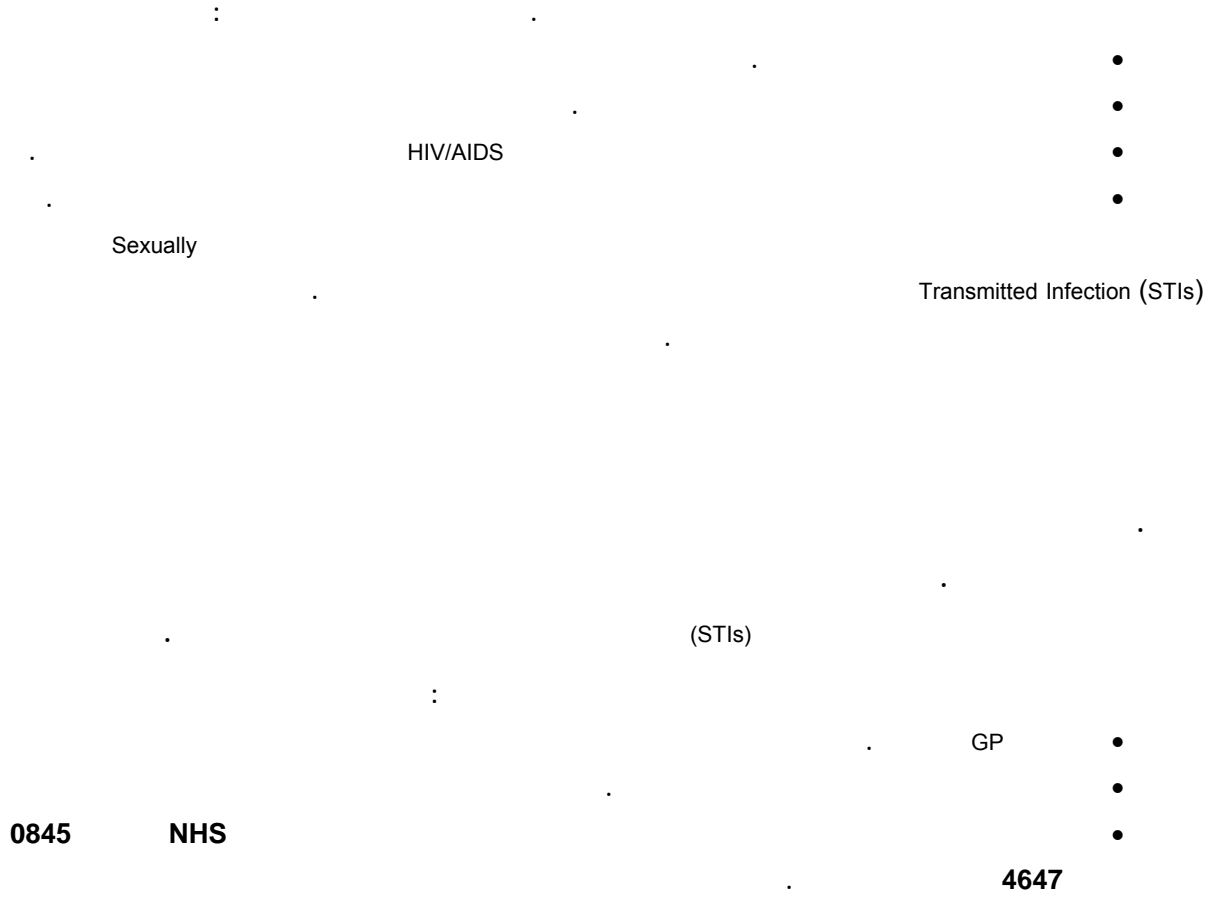 : .
. •
. •
. HIV/AIDS •
. •
Sexually
. Transmitted Infection (STIs)
.
.
.
. (STIs)
:
. GP •
. •
0845 NHS •
. 4647